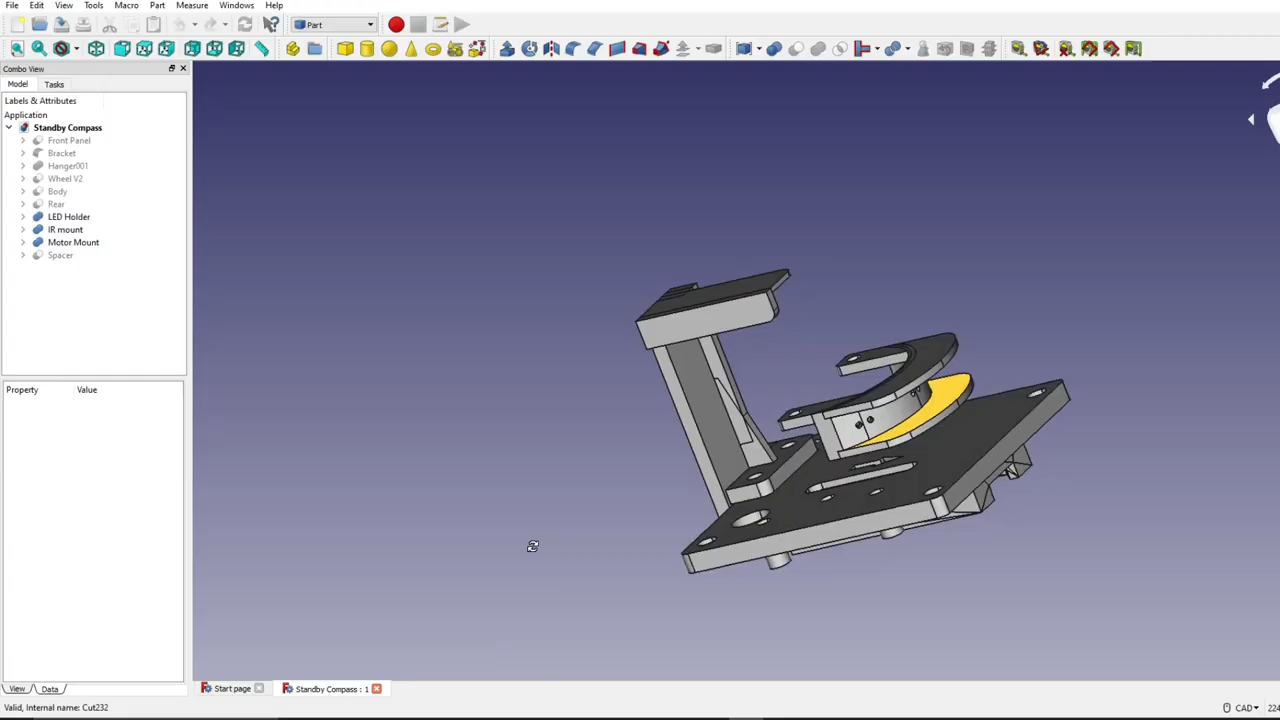 File Edit View Tools Macro Part Measure Windows Help
Part
Combo View
Model Tasks
Labels & Attributes
Application
Standby Compass
Front Panel
Bracket
Hanger001
Wheel V2
Body
Rear
LED Holder
IR mount
Motor Mount
Spacer
Property Value
View Data
Start page Standby Compass : 1
Valid, Internal name: Cut232 CAD 224